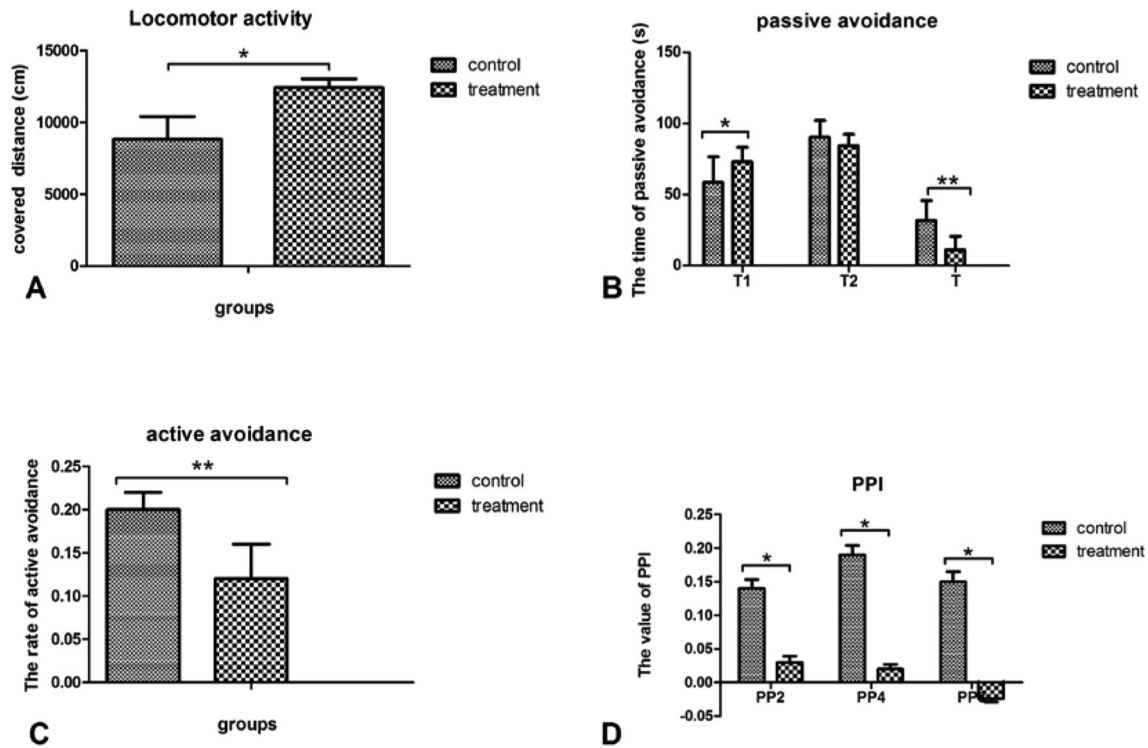 Locomotor activity
covered distance (cm)
15000
10000
5000
0
*
control
treatment
A
groups
passive avoidance
The time of passive avoidance (s)
150
100
50
0
*
**
T1
T2
T
control
treatment
B
active avoidance
The rate of active avoidance
0.25
0.20
0.15
0.10
0.05
0.00
**
control
treatment
C
groups
PPI
The value of PPI
0.25
0.20
0.15
0.10
0.05
0.00
-0.05
*
*
*
PP2
PP4
control
treatment
D